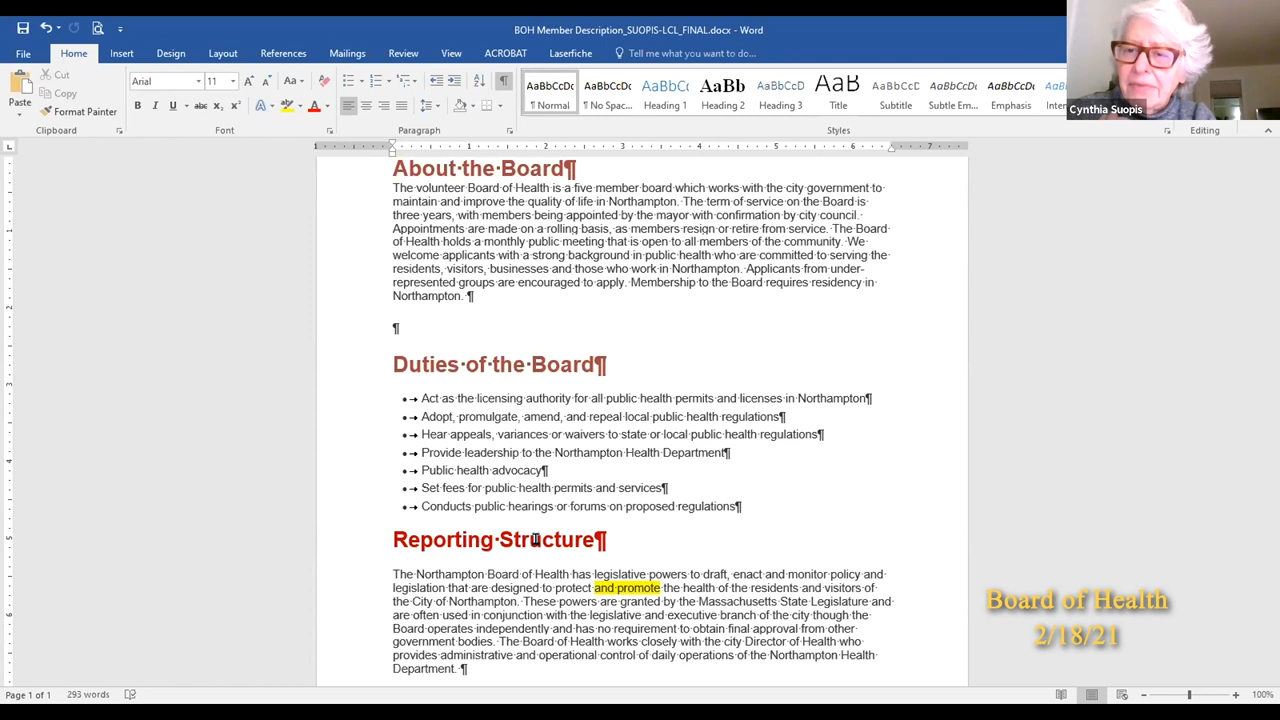 BOH Member Description_SUOPIS-LCL_FINAL.docx - Word
File Home Insert Design Layout References Mailings Review View ACROBAT Laserfiche Tell me what you want to do...
Paste
Cut
Copy
Format Painter
Arial 11
AaBbCcDc AaBbCcDc AaBbC( AaBb AaBbCcD AaB AaBbCcD AaBbCcDc AaBbCcDc
¶ Normal ¶ No Spac... Heading 1 Heading 2 Heading 3 Title Subtitle Subtle Em... Emphasis
Clipboard Font Paragraph Styles Editing
Cynthia Suopis
1 1 2 3 4 5 6 7
About the Board¶
The volunteer Board of Health is a five member board which works with the city government to
maintain and improve the quality of life in Northampton. The term of service on the Board is
three years, with members being appointed by the mayor with confirmation by city council.
Appointments are made on a rolling basis, as members resign or retire from service. The Board
of Health holds a monthly public meeting that is open to all members of the community. We
welcome applicants with a strong background in public health who are committed to serving the
residents, visitors, businesses and those who work in Northampton. Applicants from under-
represented groups are encouraged to apply. Membership to the Board requires residency in
Northampton. ¶
¶
Duties of the Board¶
Act as the licensing authority for all public health permits and licenses in Northampton¶
Adopt, promulgate, amend, and repeal local public health regulations¶
Hear appeals, variances or waivers to state or local public health regulations¶
Provide leadership to the Northampton Health Department¶
Public health advocacy¶
Set fees for public health permits and services¶
Conducts public hearings or forums on proposed regulations¶
Reporting Structure¶
The Northampton Board of Health has legislative powers to draft, enact and monitor policy and
legislation that are designed to protect and promote the health of the residents and visitors of
the City of Northampton. These powers are granted by the Massachusetts State Legislature and
are often used in conjunction with the legislative and executive branch of the city though the
Board operates independently and has no requirement to obtain final approval from other
government bodies. The Board of Health works closely with the city Director of Health who
provides administrative and operational control of daily operations of the Northampton Health
Department. ¶
Board of Health
2/18/21
Page 1 of 1 293 words 100%